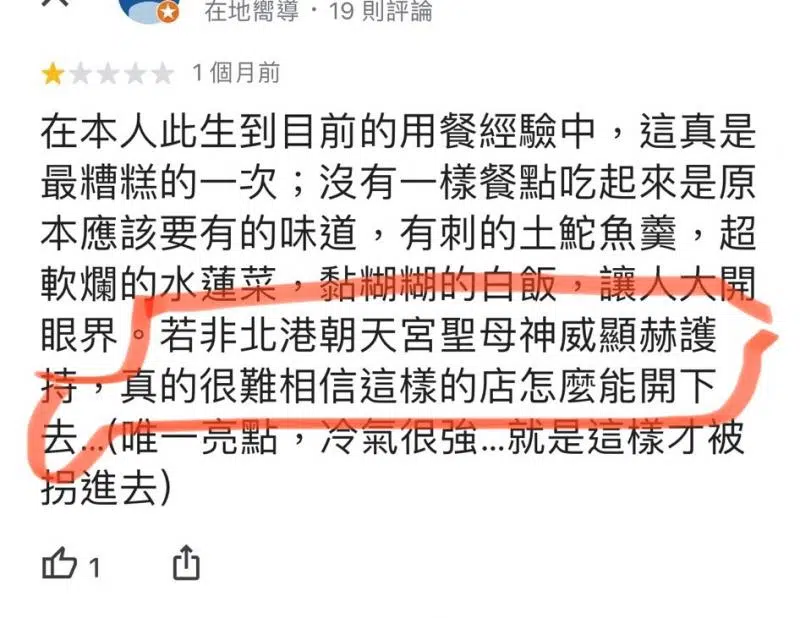 在地嚮導・19 則評論
1 個月前
在本人此生到目前的用餐經驗中，這真是
最糟糕的一次；沒有一樣餐點吃起來是原
本應該要有的味道，有刺的土魠魚羹，超
軟爛的水蓮菜，黏糊糊的白飯，讓人大開
眼界。若非北港朝天宮聖母神威顯赫護
持，真的很難相信這樣的店怎麼能開下
去...(唯一亮點，冷氣很強...就是這樣才被
拐進去)
1